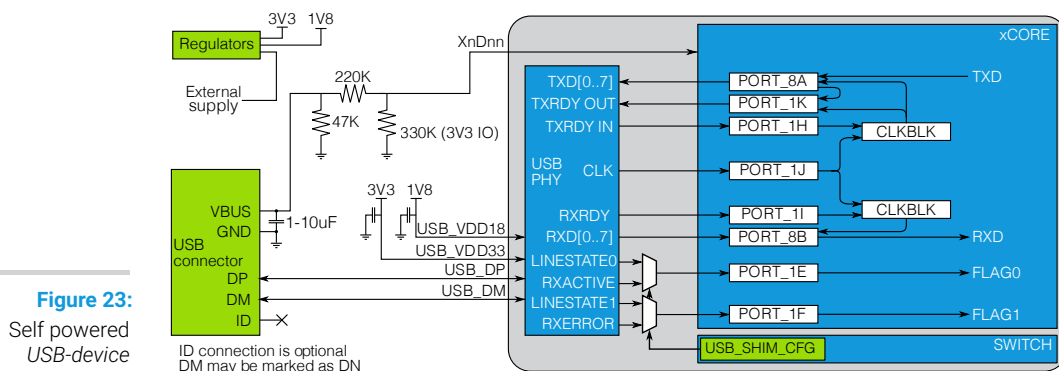 3V3 1V8
XnDnn
xCORE
Regulators
External
supply
220K
47K
330K (3V3 IO)
TXD[0..7]
PORT_8A
TXD
TXRDY OUT
PORT_1K
TXRDY IN
PORT_1H
CLKBLK
USB
PHY
CLK
PORT_1J
3V3 1V8
VBUS
1-10uF
GND
USB
connector
DP
DM
ID
USB_VDD18
USB_VDD33
USB_DP
USB_DM
RXRDY
PORT_1I
CLKBLK
RXD[0..7]
PORT_8B
RXD
LINESTATE0
RXACTIVE
PORT_1E
FLAG0
LINESTATE1
RXERROR
PORT_1F
FLAG1
USB_SHIM_CFG
SWITCH
ID connection is optional
DM may be marked as DN
Figure 23:
Self powered
USB-device